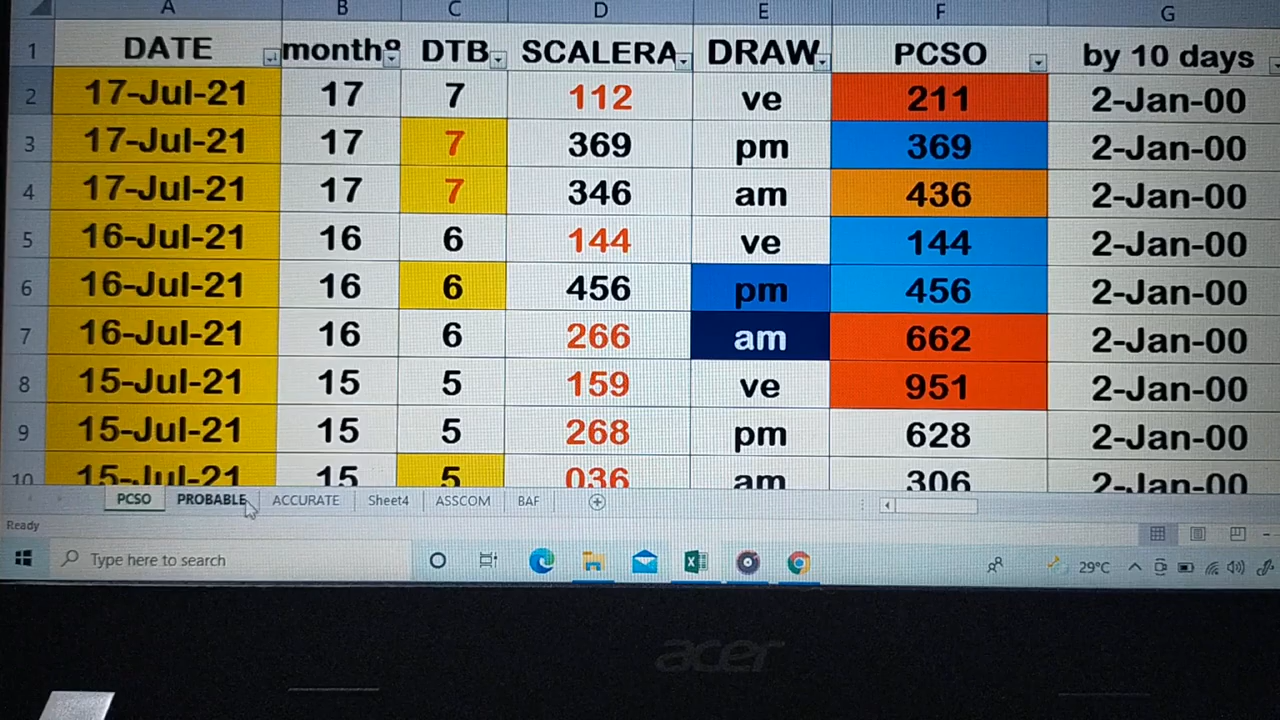 A B C D E F G
1 DATE month DTB SCALERA DRAW PCSO by 10 days
2 17-Jul-21 17 7 112 ve 211 2-Jan-00
3 17-Jul-21 17 7 369 pm 369 2-Jan-00
4 17-Jul-21 17 7 346 am 436 2-Jan-00
5 16-Jul-21 16 6 144 ve 144 2-Jan-00
6 16-Jul-21 16 6 456 pm 456 2-Jan-00
7 16-Jul-21 16 6 266 am 662 2-Jan-00
8 15-Jul-21 15 5 159 ve 951 2-Jan-00
9 15-Jul-21 15 5 268 pm 628 2-Jan-00
10 15-Jul-21 15 5 036 am 306 2-Jan-00
PCSO PROBABLE ACCURATE Sheet4 ASSCOM BAF
Ready
Type here to search 29°C
acer